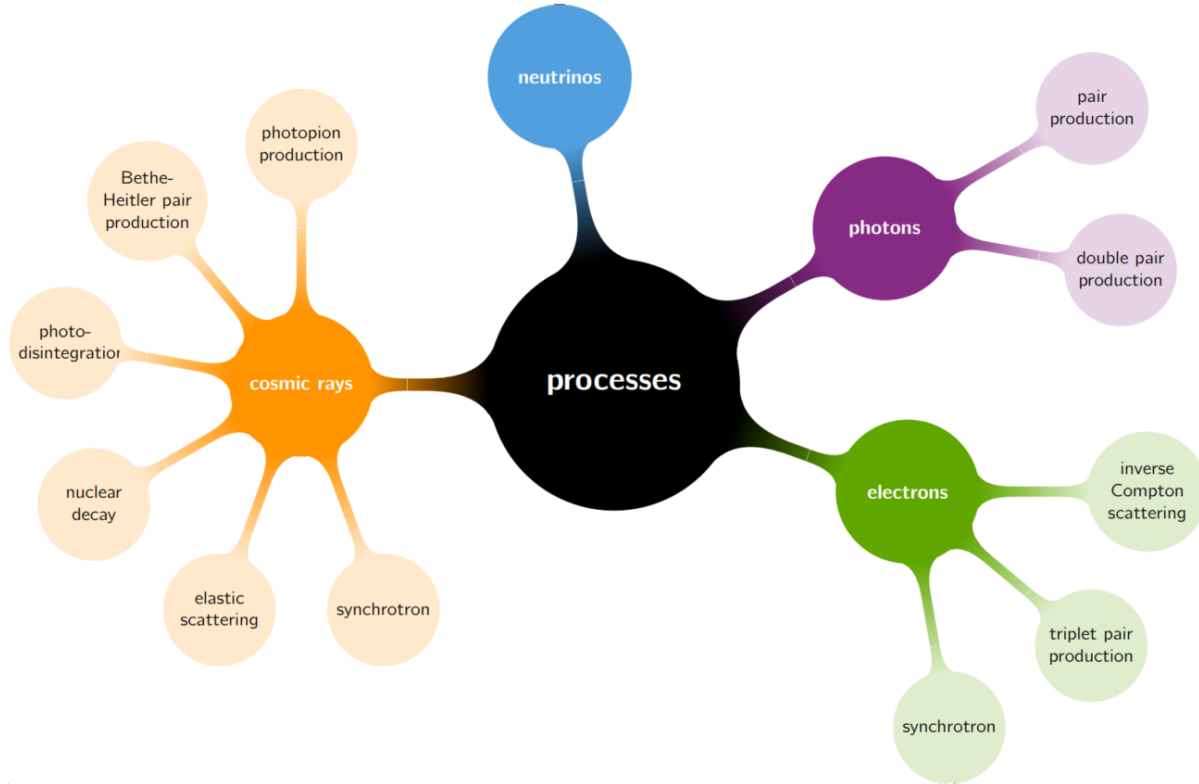 neutrinos
photopion
production
Bethe-
Heitler pair
production
photo-
disintegration
nuclear
decay
elastic
scattering
synchrotron
cosmic rays
processes
photons
pair
production
double pair
production
electrons
inverse
Compton
scattering
triplet pair
production
synchrotron